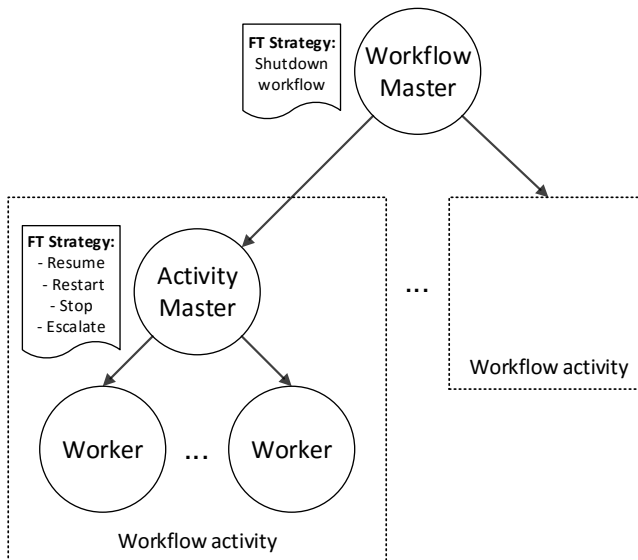 FT Strategy:
Shutdown
workflow
Workflow
Master
FT Strategy:
- Resume
- Restart
- Stop
- Escalate
Activity
Master
...
Workflow activity
Worker
...
Worker
Workflow activity